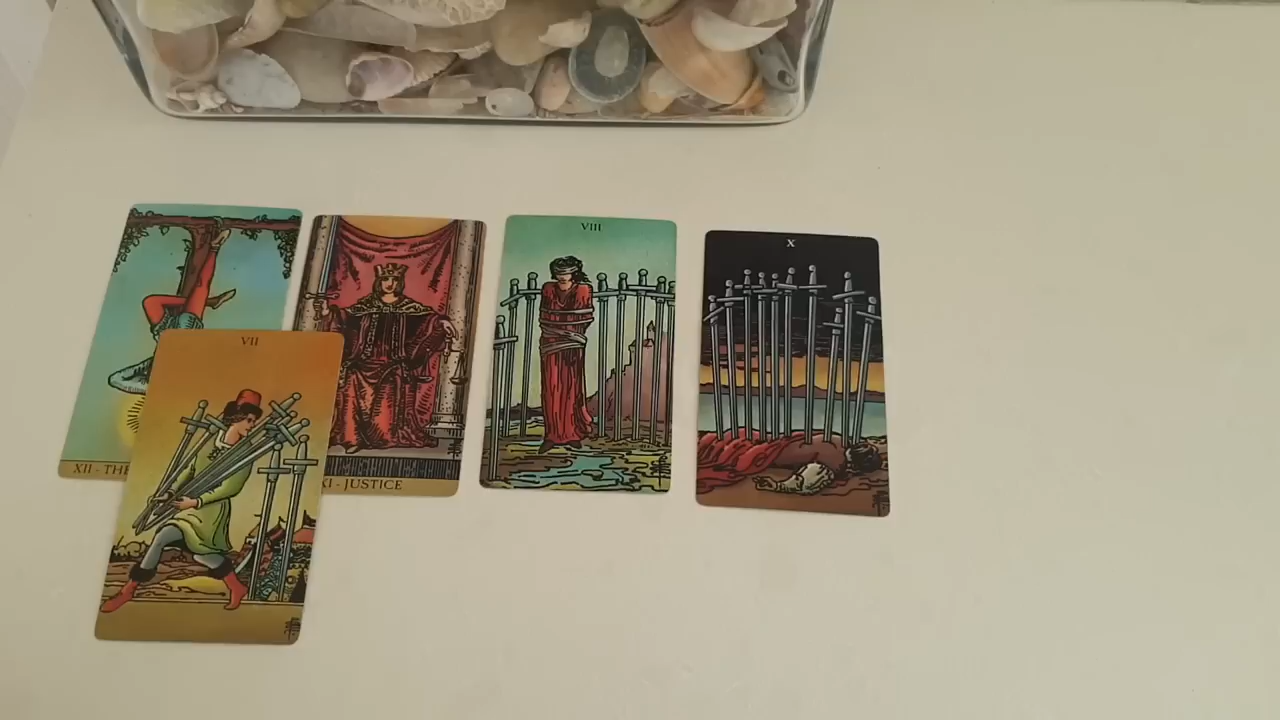 VIII
X
VII
XII - THE
XI - JUSTICE